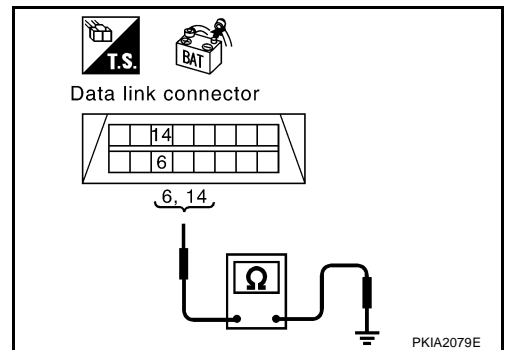 T.S.
BAT
Data link connector
14
6
6, 14
Ω
PKIA2079E